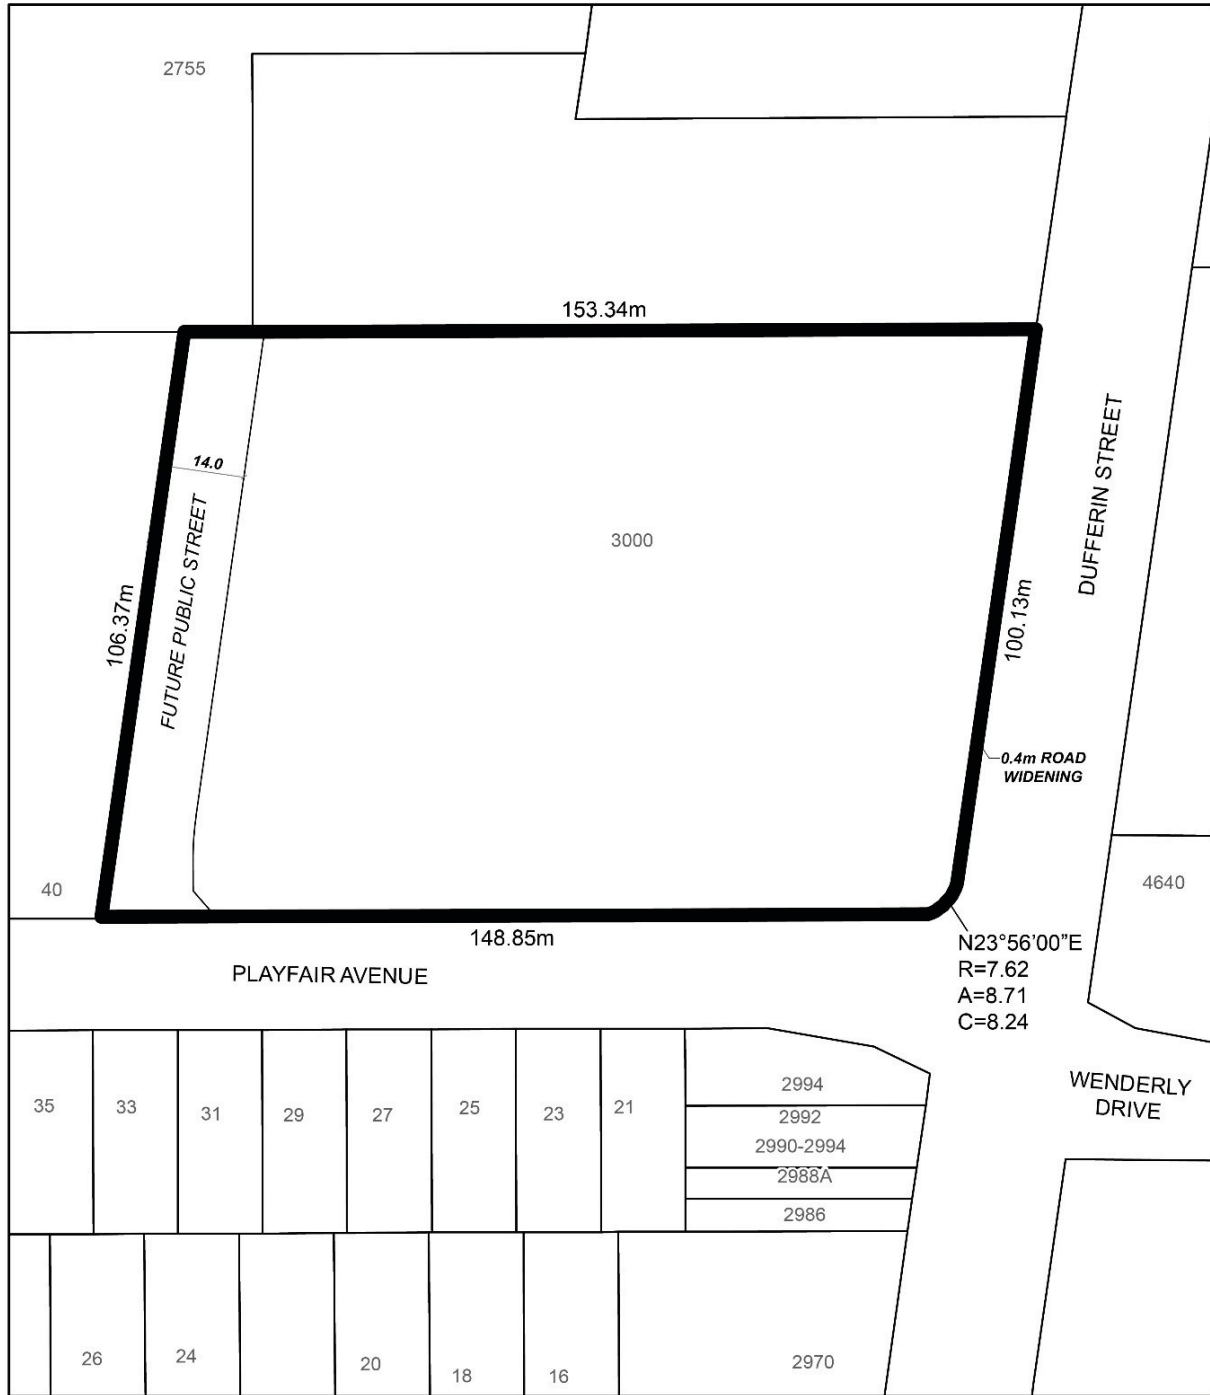 2755
153.34m
14.0
FUTURE PUBLIC STREET
106.37m
3000
DUFFERIN STREET
100.13m
0.4m ROAD
WIDENING
40
4640
148.85m
N23°56’00”E
R=7.62
A=8.71
C=8.24
PLAYFAIR AVENUE
WENDERLY
DRIVE
35
33
31
29
27
25
23
21
2994
2992
2990-2994
2988A
2986
26
24
20
18
16
2970